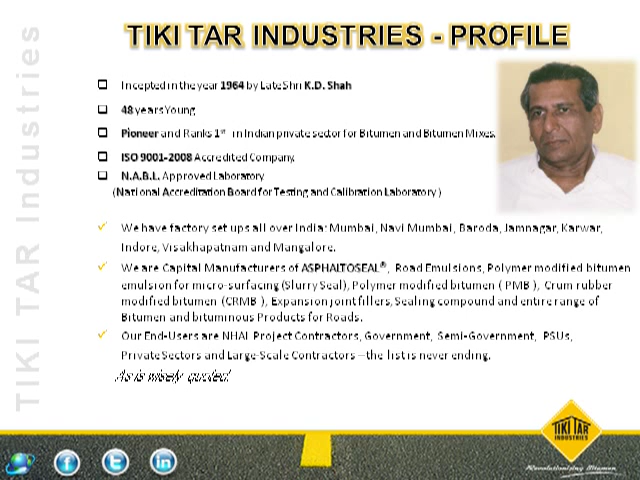 TIKI TAR INDUSTRIES - PROFILE
TIKI TAR Industries
Incepted in the year 1964 by Late Shri K.D. Shah
48 years Young
Pioneer and Ranks 1st in Indian private sector for Bitumen and Bitumen Mixes.
ISO 9001-2008 Accredited Company.
N.A.B.L. Approved Laboratory
(National Accreditation Board for Testing and Calibration Laboratory )
We have factory set ups all over India: Mumbai, Navi Mumbai, Baroda, Jamnagar, Karwar,
Indore, Visakhapatnam and Mangalore.
We are Capital Manufacturers of ASPHALTOSEAL®, Road Emulsions, Polymer modified bitumen
emulsion for micro-surfacing (Slurry Seal), Polymer modified bitumen ( PMB ), Crum rubber
modified bitumen (CRMB ), Expansion joint fillers, Sealing compound and entire range of
Bitumen and bituminous Products for Roads.
Our End-Users are NHAI Project Contractors, Government, Semi-Government, PSUs,
Private Sectors and Large-Scale Contractors – the list is never ending.
As is wisely quoted
TIKI TAR
INDUSTRIES
Revolutionizing Bitumen